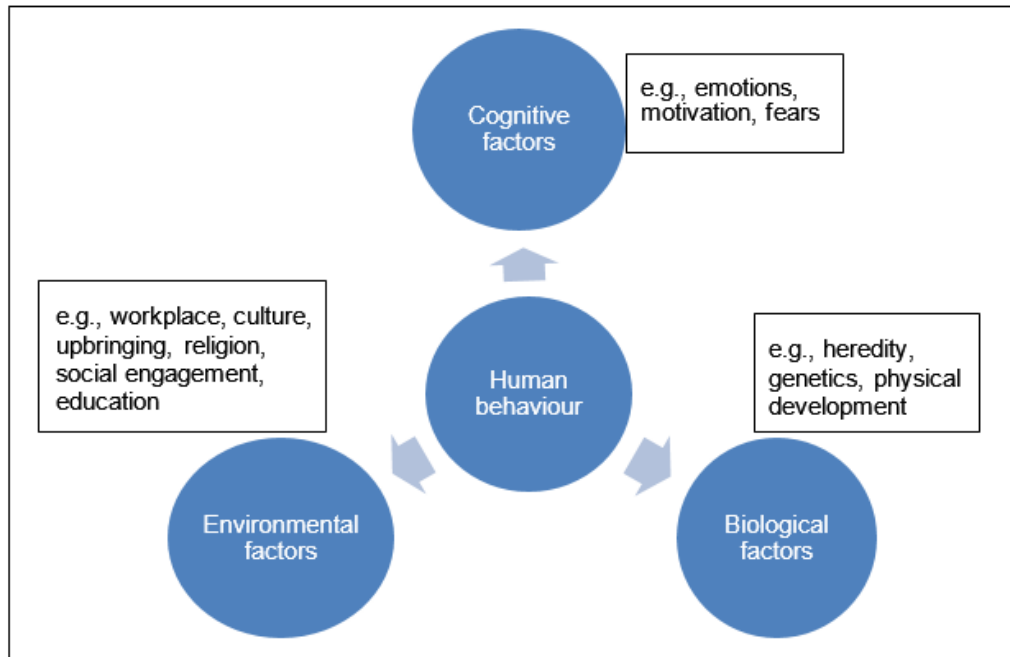 Cognitive
factors
e.g., emotions,
motivation, fears
e.g., workplace, culture,
upbringing, religion,
social engagement,
education
Human
behaviour
e.g., heredity,
genetics, physical
development
Environmental
factors
Biological
factors